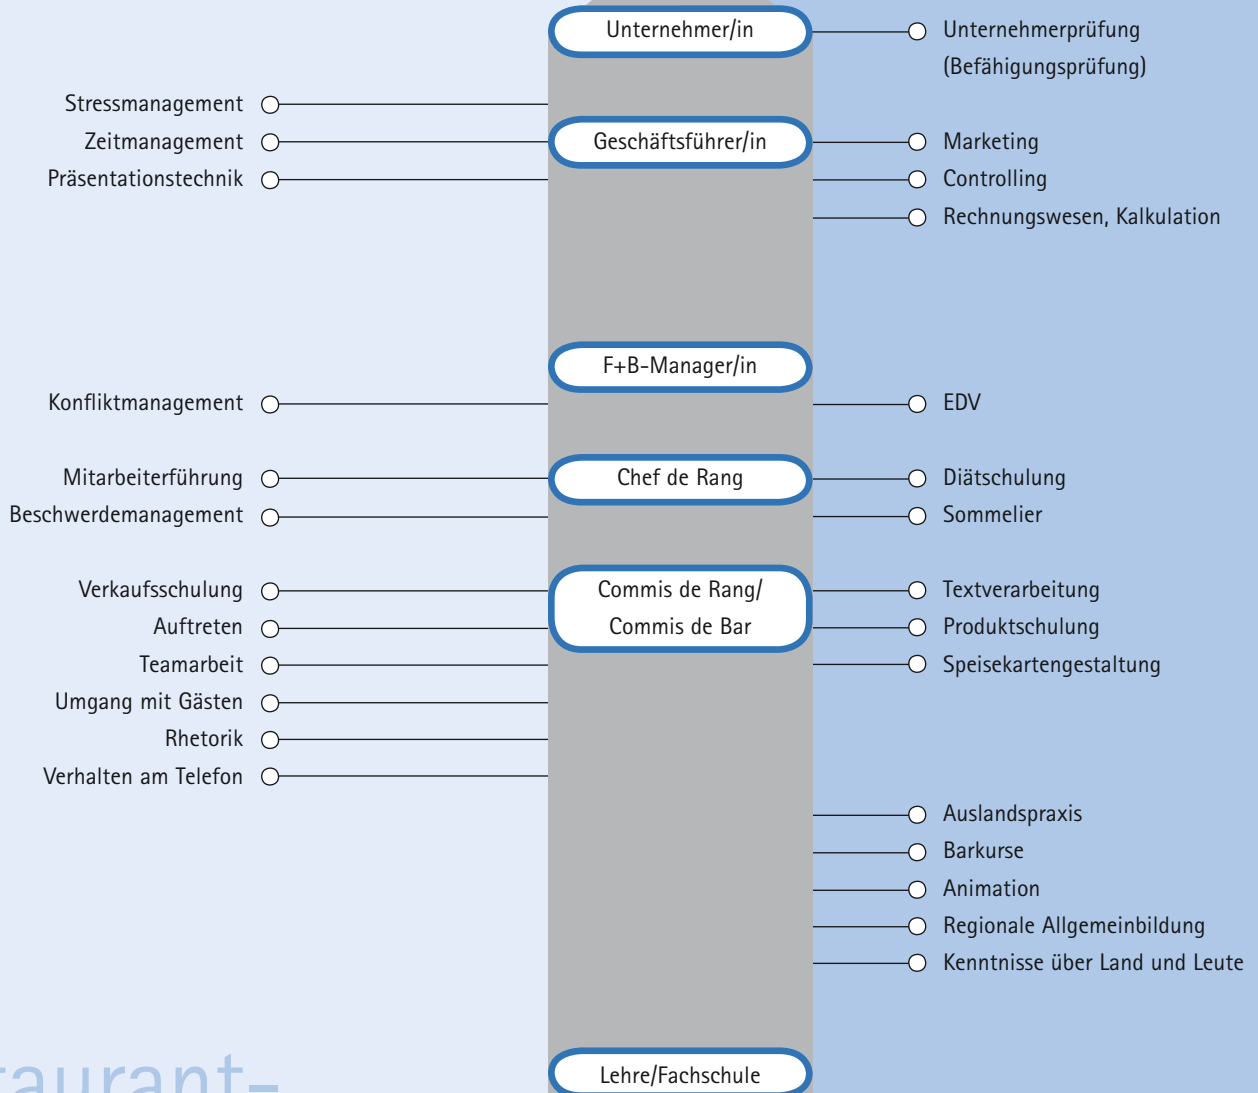 Unternehmer/in
Unternehmerprüfung
(Befähigungsprüfung)
Stressmanagement
Zeitmanagement
Geschäftsführer/in
Marketing
Präsentationstechnik
Controlling
Rechnungswesen, Kalkulation
F+B-Manager/in
Konfliktmanagement
EDV
Mitarbeiterführung
Chef de Rang
Diätschulung
Beschwerdemanagement
Sommelier
Verkaufsschulung
Commis de Rang/
Commis de Bar
Textverarbeitung
Auftreten
Produktschulung
Teamarbeit
Speisekartengestaltung
Umgang mit Gästen
Rhetorik
Verhalten am Telefon
Auslandspraxis
Barkurse
Animation
Regionale Allgemeinbildung
Kenntnisse über Land und Leute
Lehre/Fachschule